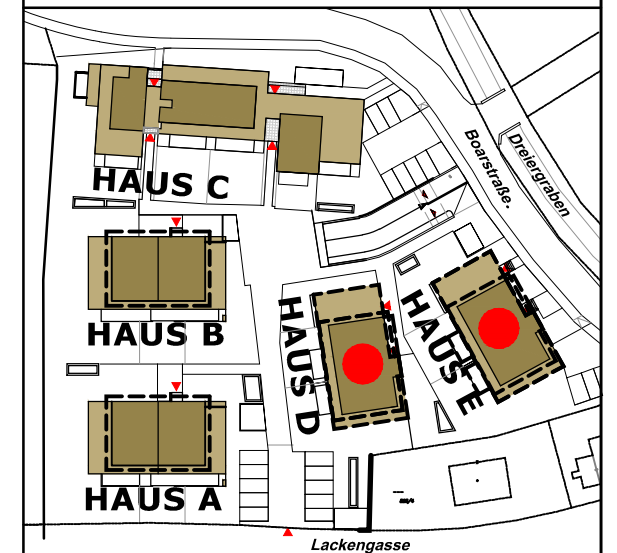 HAUS C
Boarstraße.
Dreiergraben
HAUS B
HAUS D
HAUS E
HAUS A
Lackengasse